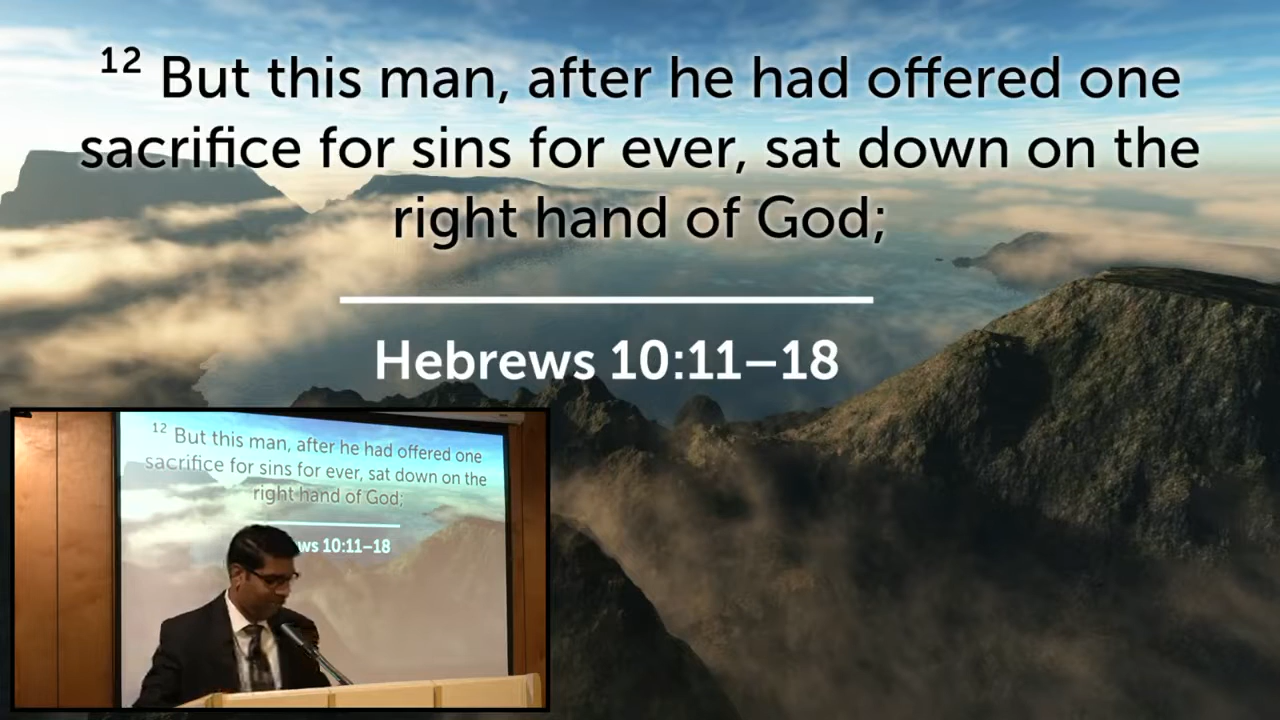 12 But this man, after he had offered one
sacrifice for sins for ever, sat down on the
right hand of God;
Hebrews 10:11–18
12 But this man, after he had offered one
sacrifice for sins for ever, sat down on the
right hand of God;
ws 10:11–18